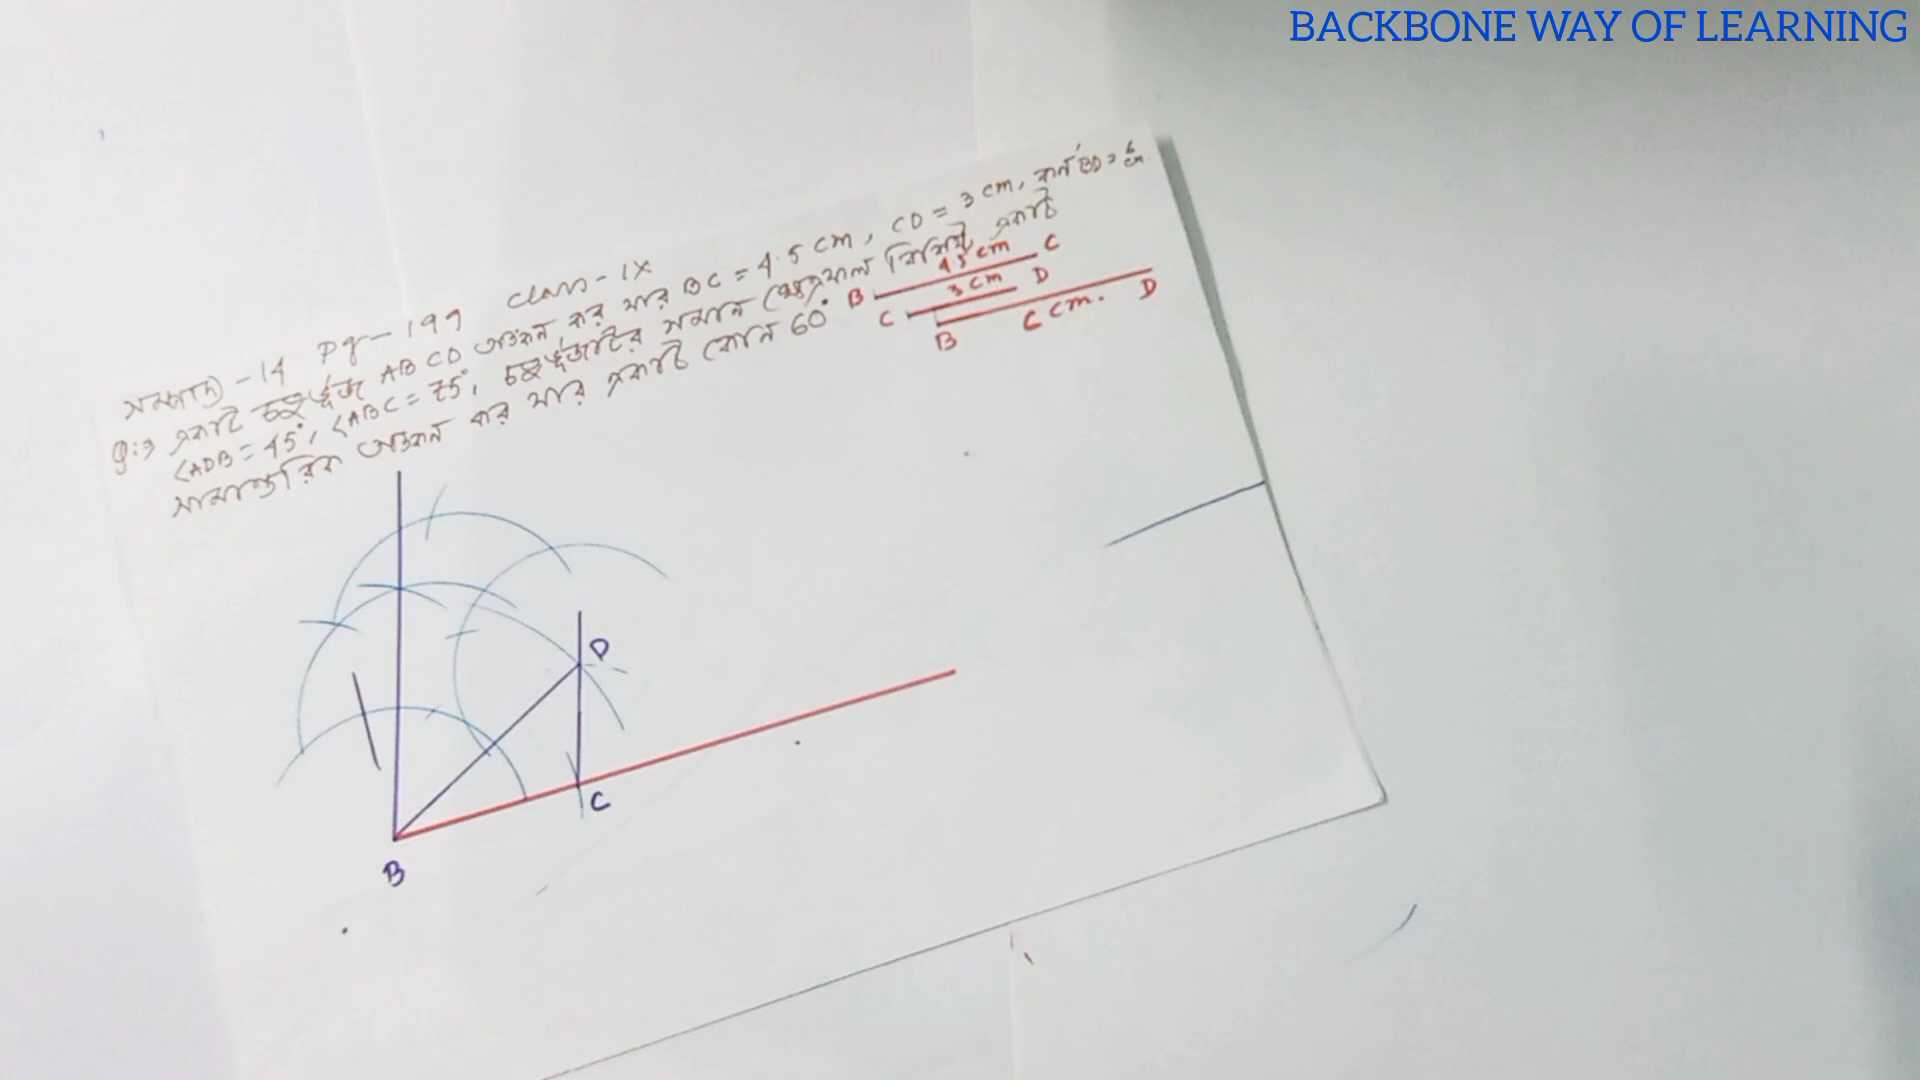 BACKBONE WAY OF LEARNING
সম্পাদ্য - 14 Pg - 199 Class - IX
Q:3 একটি চতুর্ভুজ ABCD অঙ্কন কর যার BC = 4.5 cm, CD = 3 cm, কর্ণ BD = 6 cm.
∠ADB = 45°, ∠ABC = 75°, চতুর্ভুজটির সমান ক্ষেত্রফল বিশিষ্ট একটি
সামান্তরিক অঙ্কন কর যার একটি কোন 60°
B 4.5 cm C
C 3 cm D
B 6 cm. D
D
C
B